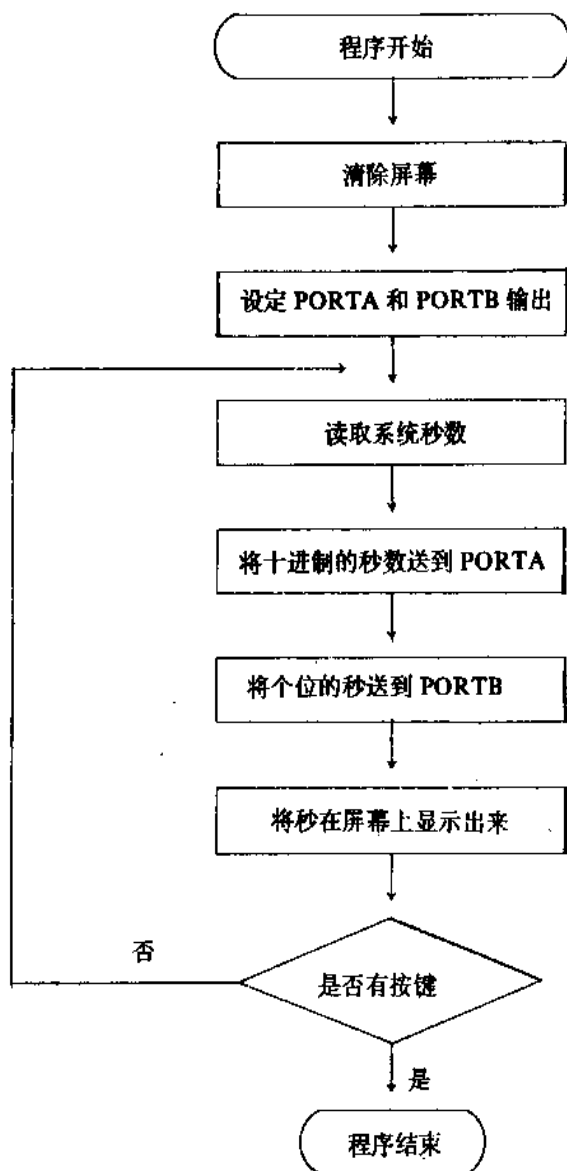 程序开始
清除屏幕
设定 PORTA 和 PORTB 输出
读取系统秒数
将十进制的秒数送到 PORTA
将个位的秒送到 PORTB
将秒在屏幕上显示出来
否
是否有按键
是
程序结束